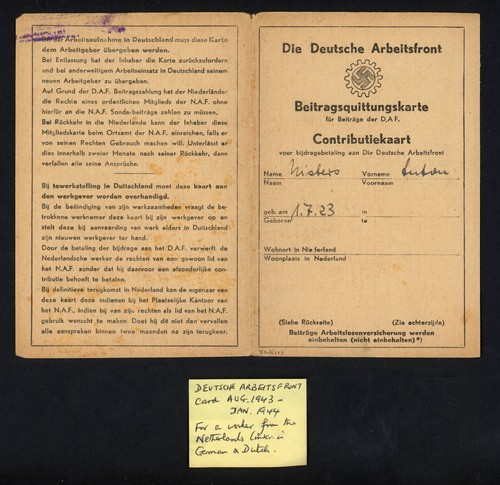 Bei der Arbeitsaufnahme in Deutschland muss diese Karte
dem Arbeitgeber übergeben werden.
Bei Entlassung hat der Inhaber die Karte zurückzufordern
und bei anderweitigem Arbeitseinsatz in Deutschland seinem
neuen Arbeitgeber zu übergeben.
Auf Grund der D.A.F. Beitragszahlung hat der Niederländer
die Rechte eines ordentlichen Mitglieds der N.A.F. ohne
hierfür an die N.A.F. Sonderbeiträge zahlen zu müssen.
Bei Rückkehr in die Niederlande kann der Inhaber diese
Mitgliedskarte beim Ortsamt der N.A.F. einreichen, falls er
von seinen Rechten Gebrauch machen will. Unterlässt er
dies innerhalb zweier Monate nach seiner Rückkehr, dann
verfallen alle seine Ansprüche.
Bij tewerkstelling in Duitschland moet deze kaart aan
den werkgever worden overhandigd.
Bij de beëindiging van zijn werkzaamheden vraagt de be-
trokkene werknemer deze kaart bij zijn werkgever op en
stelt deze bij aanvaarding van werk elders in Duitschland
zijn nieuwen werkgever ter hand.
Door de betaling der bijdrage aan het D.A.F. verwerft de
Nederlandsche werker de rechten van een gewoon lid van
het N.A.F. zonder dat hij daarvoor een afzonderlijke con-
tributie behoeft te betalen.
Bij definitieve terugkomst in Nederland kan de eigenaar van
deze kaart deze indienen bij het Plaatselijke Kantoor van
het N.A.F., indien bij van zijn rechten als lid van het N.A.F.
gebruik wenscht te maken. Doet hij dit niet dan vervallen
alle aanspraken binnen twee maanden na zijn terugkeer.
Die Deutsche Arbeitsfront
Beitragsquittungskarte
für Beiträge der D.A.F.
Contributiekaart
voor bijdragebetaling aan Die Deutsche Arbeitsfront
Name Vorname Anton
Naam Voornaam
geb. am 1.7.23 in
Geboren te
Wohnort in Niederland
Woonplaats in Nederland
(Siehe Rückseite) (Zie achterzijde)
Beiträge Arbeitslosenversicherung werden
einbehalten (nicht einbehalten)*)
DEUTSCHE ARBEITSFRONT
Card AUG. 1943 –
JAN. 1944
For a worker from the
Netherlands
German & Dutch.